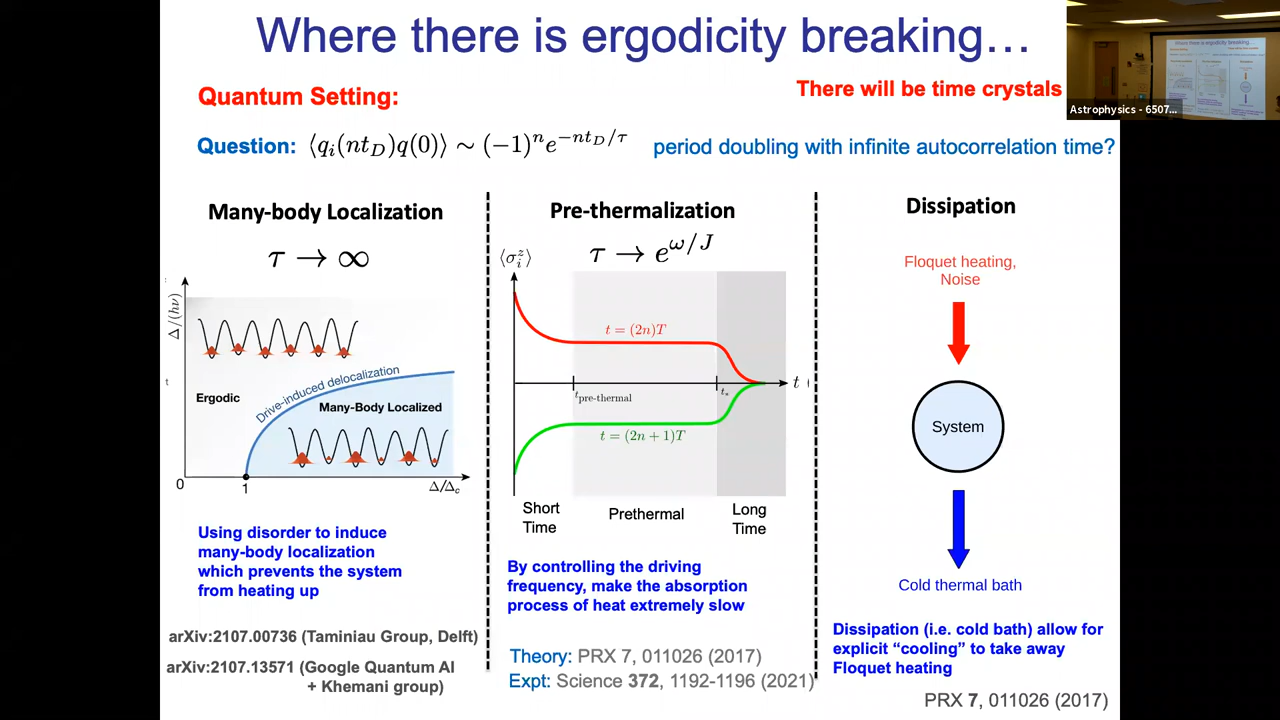 Where there is ergodicity breaking...
Quantum Setting:
There will be time crystals
Astrophysics - 6507...
Question: ⟨q_i(nt_D)q(0)⟩ ∼ (−1)^n e^{−nt_D/τ} period doubling with infinite autocorrelation time?
Many-body Localization
τ → ∞
Δ/(hν)
Ergodic
Drive-induced delocalization
Many-Body Localized
0
1
Δ/Δ_c
Using disorder to induce
many-body localization
which prevents the system
from heating up
arXiv:2107.00736 (Taminiau Group, Delft)
arXiv:2107.13571 (Google Quantum AI
+ Khemani group)
Pre-thermalization
⟨σ_i^z⟩
τ → e^{ω/J}
t = (2n)T
t
t_pre-thermal
t_*
t = (2n + 1)T
Short
Time
Prethermal
Long
Time
By controlling the driving
frequency, make the absorption
process of heat extremely slow
Theory: PRX 7, 011026 (2017)
Expt: Science 372, 1192-1196 (2021)
Dissipation
Floquet heating,
Noise
System
Cold thermal bath
Dissipation (i.e. cold bath) allow for
explicit “cooling” to take away
Floquet heating
PRX 7, 011026 (2017)